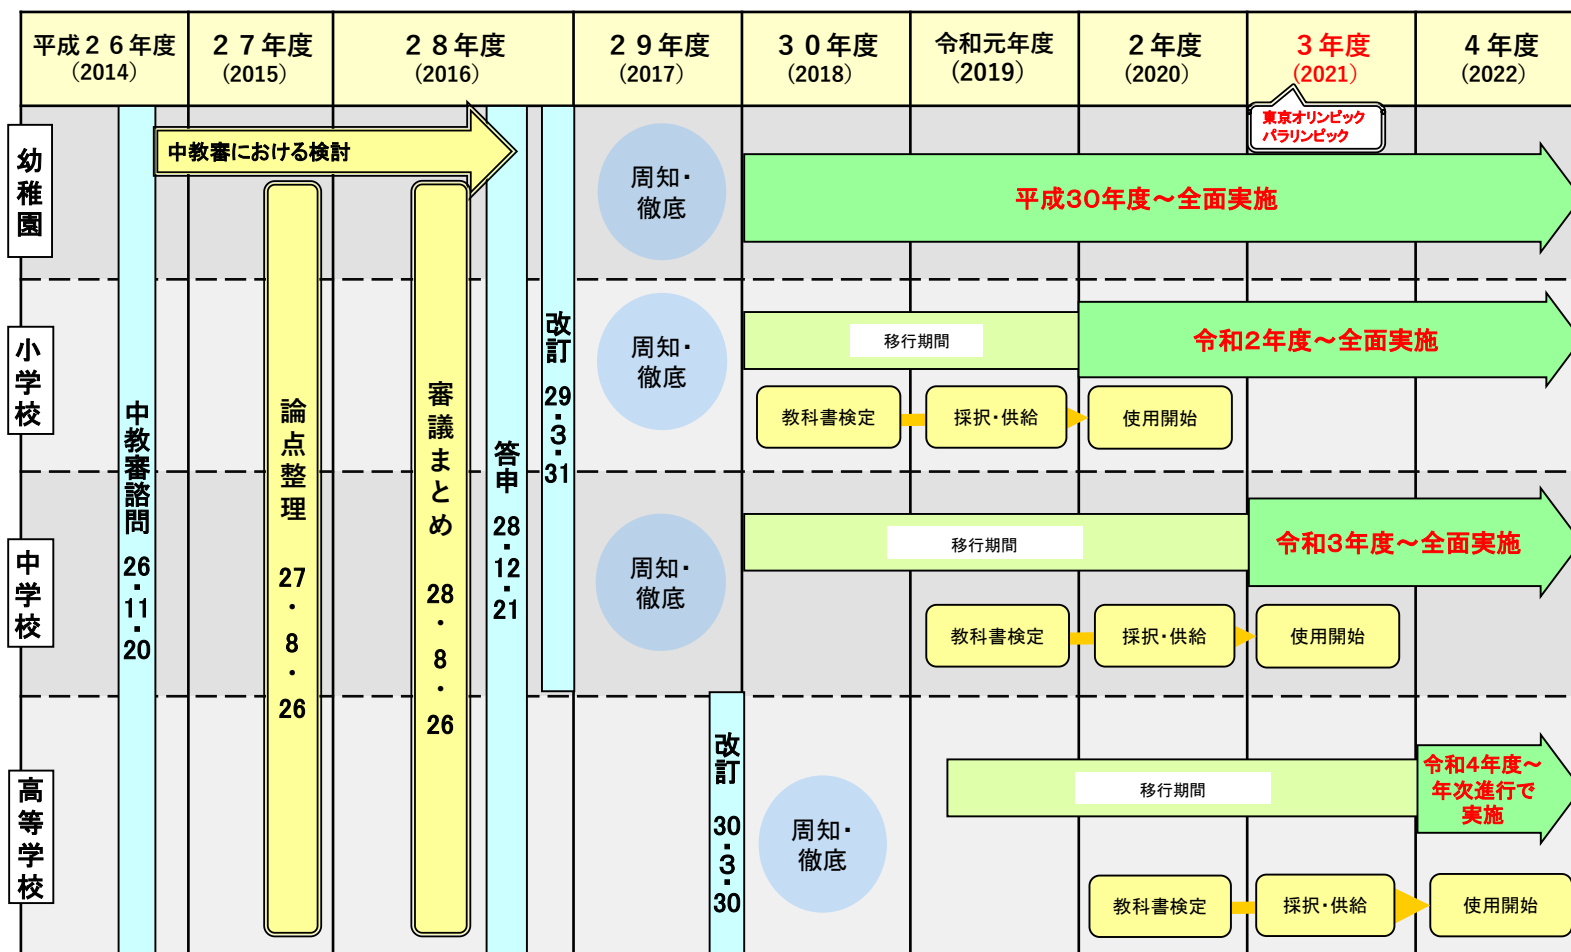 平成２６年度
(2014)
２７年度
(2015)
２８年度
(2016)
２９年度
(2017)
３０年度
(2018)
令和元年度
(2019)
２年度
(2020)
３年度
(2021)
４年度
(2022)
東京オリンピック
パラリンピック
幼稚園
中教審における検討
周知・
徹底
平成30年度～全面実施
小学校
周知・
徹底
移行期間
令和2年度～全面実施
教科書検定
採択・供給
使用開始
中教審諮問 26・11・20
論点整理 27・8・26
審議まとめ 28・8・26
答申 28・12・21
改訂 29・3・31
中学校
周知・
徹底
移行期間
令和3年度～全面実施
教科書検定
採択・供給
使用開始
高等学校
改訂 30・3・30
周知・
徹底
移行期間
令和4年度～
年次進行で
実施
教科書検定
採択・供給
使用開始